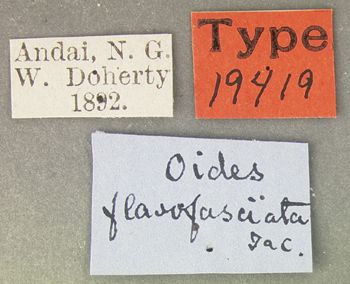 Andai, N. G.
W. Doherty
1892.
Type
19419
Oides
flavofasciata
Jac.